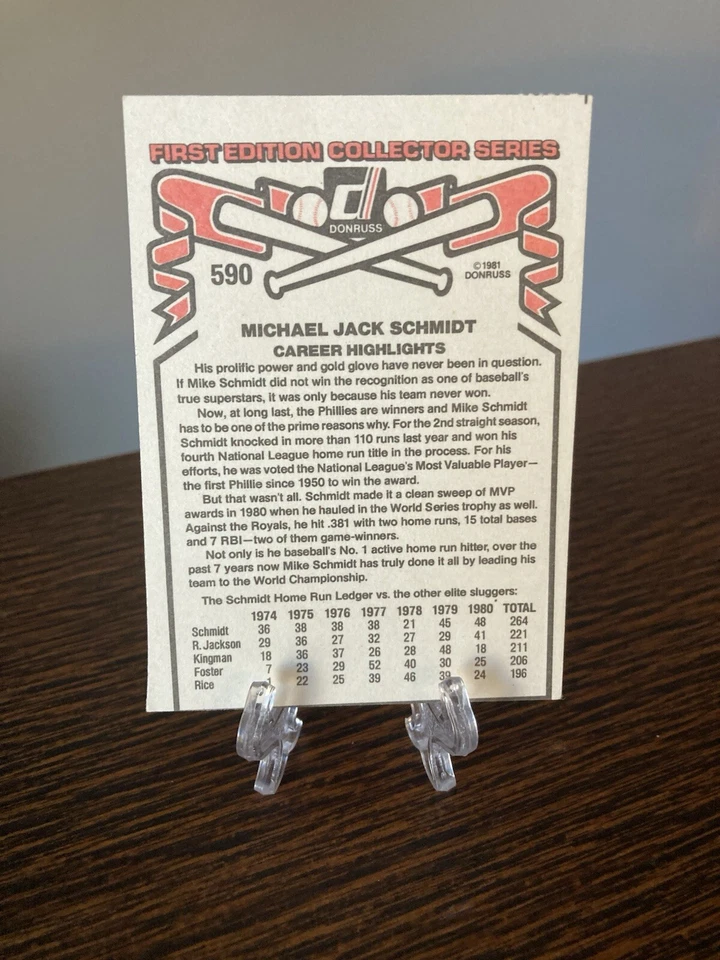 FIRST EDITION COLLECTOR SERIES
d
DONRUSS
590
©1981
DONRUSS
MICHAEL JACK SCHMIDT
CAREER HIGHLIGHTS
His prolific power and gold glove have never been in question.
If Mike Schmidt did not win the recognition as one of baseball's
true superstars, it was only because his team never won.
Now, at long last, the Phillies are winners and Mike Schmidt
has to be one of the prime reasons why. For the 2nd straight season,
Schmidt knocked in more than 110 runs last year and won his
fourth National League home run title in the process. For his
efforts, he was voted the National League's Most Valuable Player—
the first Phillie since 1950 to win the award.
But that wasn't all. Schmidt made it a clean sweep of MVP
awards in 1980 when he hauled in the World Series trophy as well.
Against the Royals, he hit .381 with two home runs, 15 total bases
and 7 RBI—two of them game-winners.
Not only is he baseball's No. 1 active home run hitter, over the
past 7 years now Mike Schmidt has truly done it all by leading his
team to the World Championship.
The Schmidt Home Run Ledger vs. the other elite sluggers:
1974 1975 1976 1977 1978 1979 1980 TOTAL
Schmidt 36 38 38 38 21 45 48 264
R. Jackson 29 36 27 32 27 29 41 221
Kingman 18 36 37 26 28 48 18 211
Foster 7 23 29 52 40 30 25 206
Rice 22 25 39 46 39 24 196